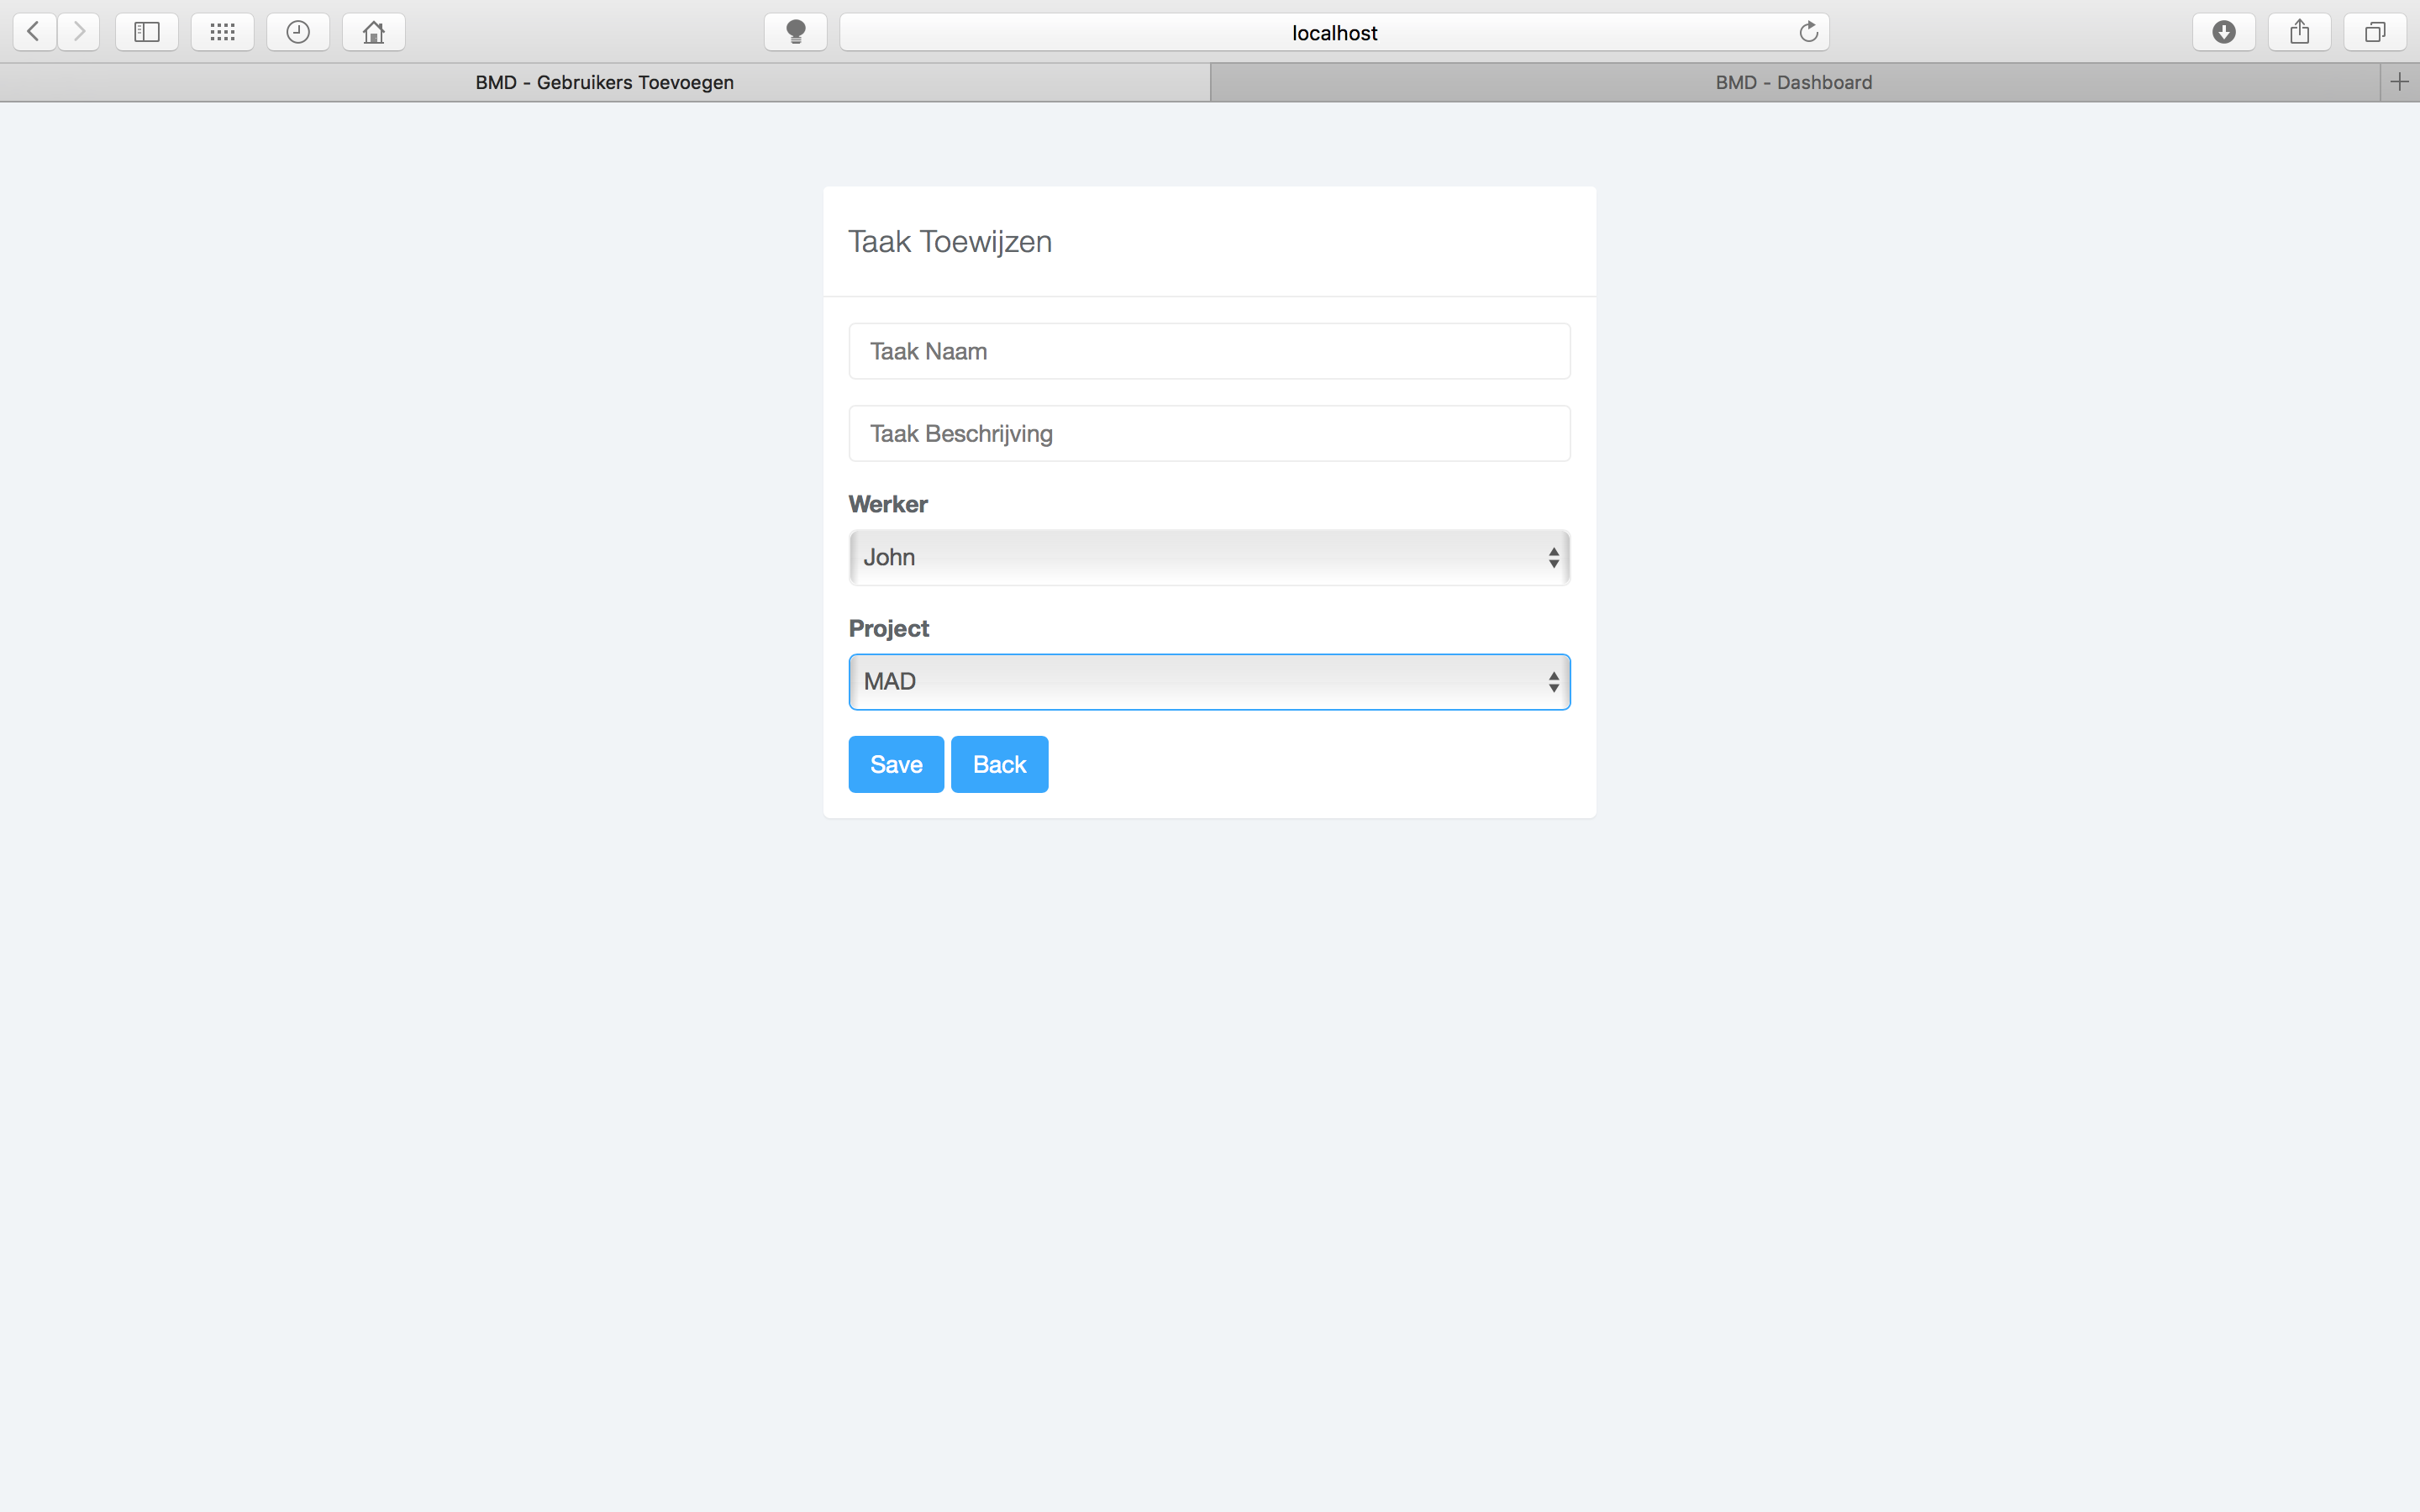 localhost
BMD - Gebruikers Toevoegen
BMD - Dashboard
Taak Toewijzen
Taak Naam
Taak Beschrijving
Werker
John
Project
MAD
Save
Back